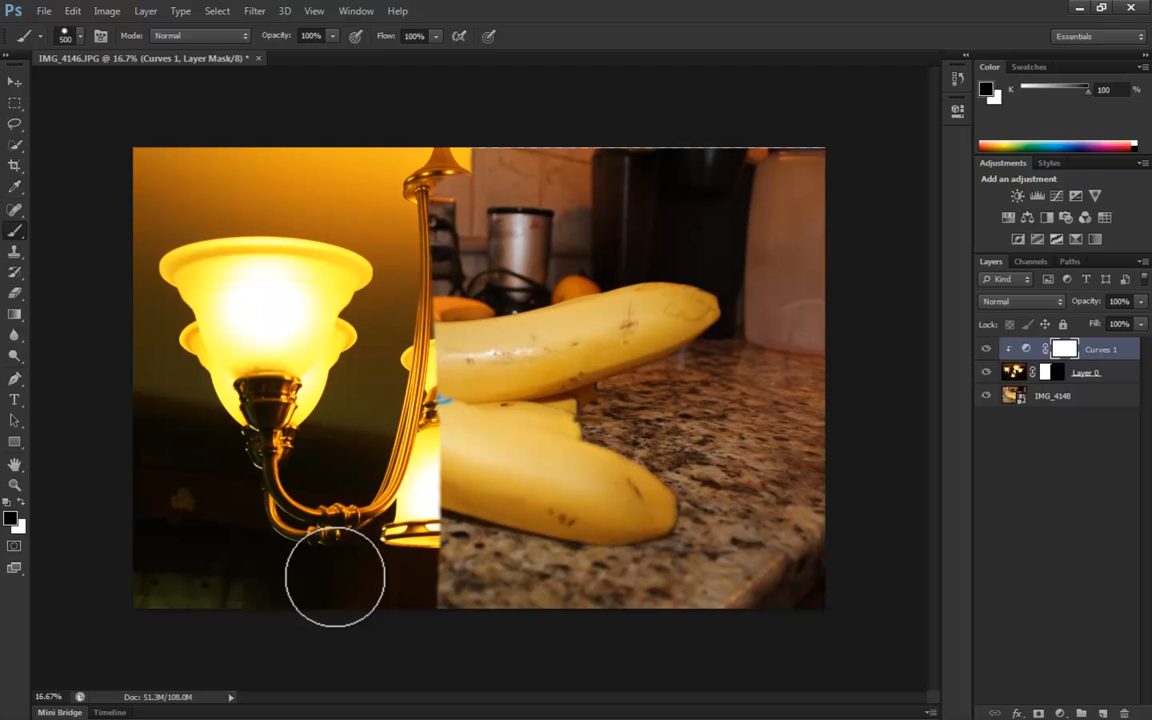 Ps File Edit Image Layer Type Select Filter 3D View Window Help
500 Mode: Normal Opacity: 100% Flow: 100% Essentials
IMG_4146.JPG @ 16.7% (Curves 1, Layer Mask/8) * ×
Color Swatches
K 100 %
Adjustments Styles
Add an adjustment
Layers Channels Paths
Kind
Normal Opacity: 100%
Lock: Fill: 100%
Curves 1
Layer 0
IMG_4148
fx
16.67% Doc: 51.3M/108.0M
Mini Bridge Timeline